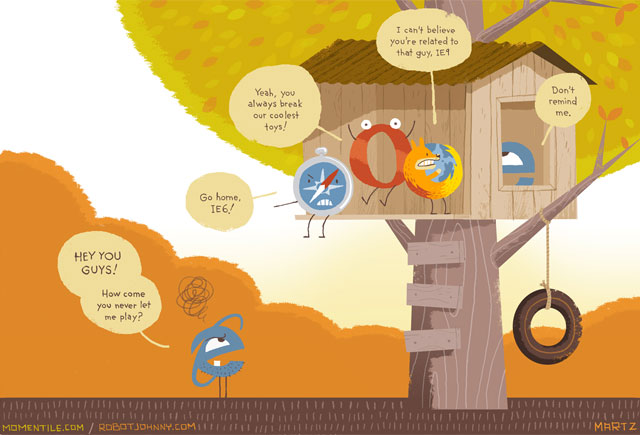 I can't believe
you're related to
that guy, IE9
Yeah, you
always break
our coolest
toys!
Don't
remind
me.
Go home,
IE6!
HEY YOU
GUYS!
How come
you never let
me play?
MOMENTILE.COM / ROBOTJOHNNY.COM
MARTZ